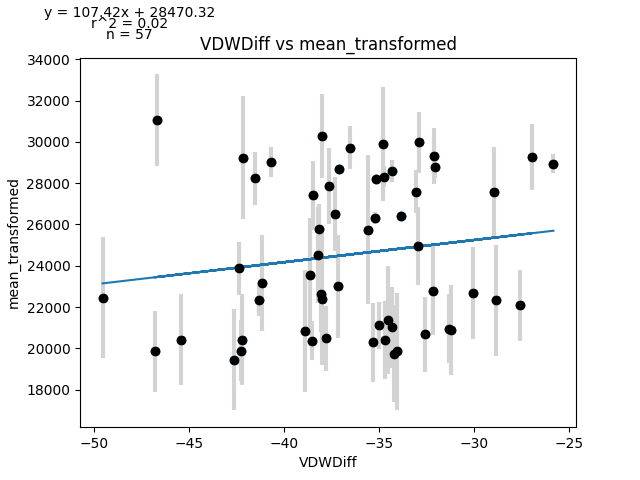 y = 107.42x + 28470.32
r^2 = 0.02
n = 57
VDWDiff vs mean_transformed
34000
32000
30000
28000
26000
24000
22000
20000
18000
mean_transformed
−50
−45
−40
−35
−30
−25
VDWDiff